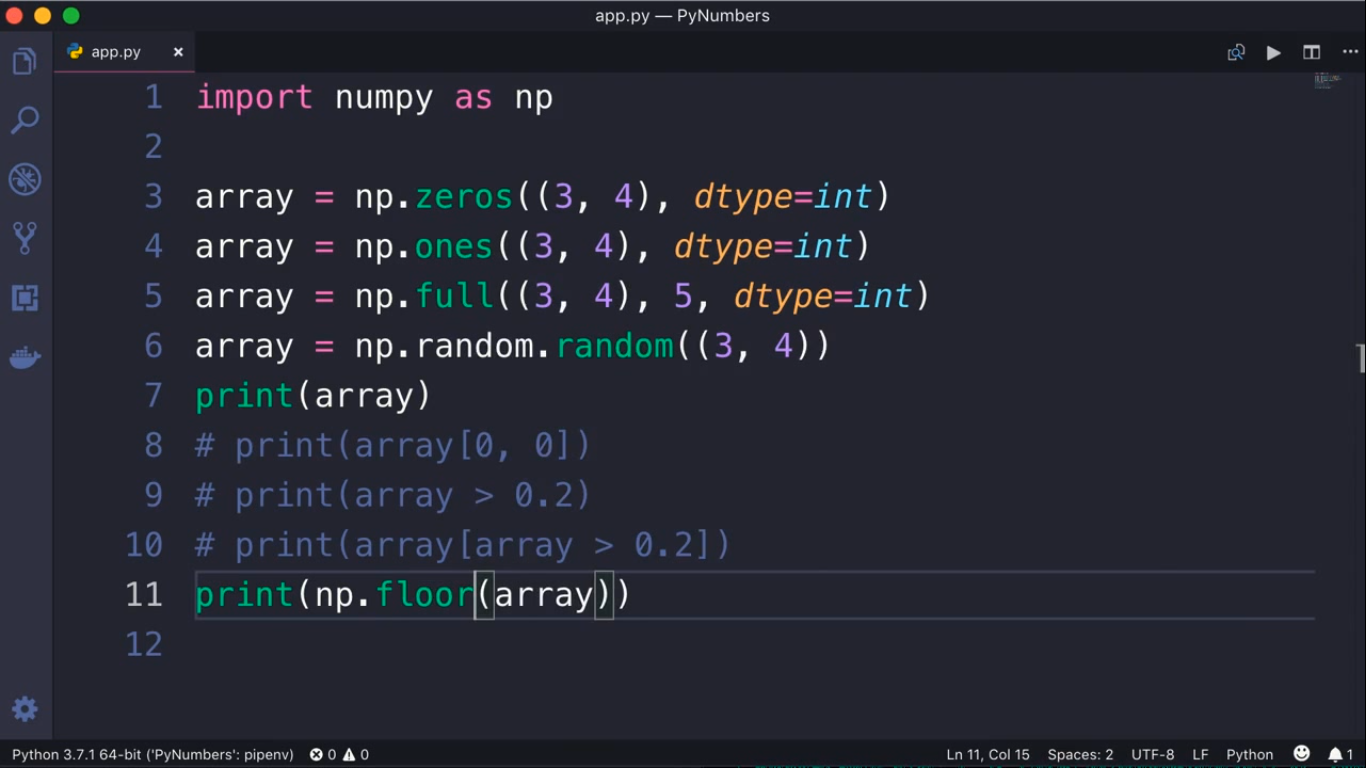 app.py — PyNumbers
app.py ×
1 import numpy as np
2
3 array = np.zeros((3, 4), dtype=int)
4 array = np.ones((3, 4), dtype=int)
5 array = np.full((3, 4), 5, dtype=int)
6 array = np.random.random((3, 4))
7 print(array)
8 # print(array[0, 0])
9 # print(array > 0.2)
10 # print(array[array > 0.2])
11 print(np.floor(array))
12
Python 3.7.1 64-bit ('PyNumbers': pipenv) 0 0 Ln 11, Col 15 Spaces: 2 UTF-8 LF Python 1